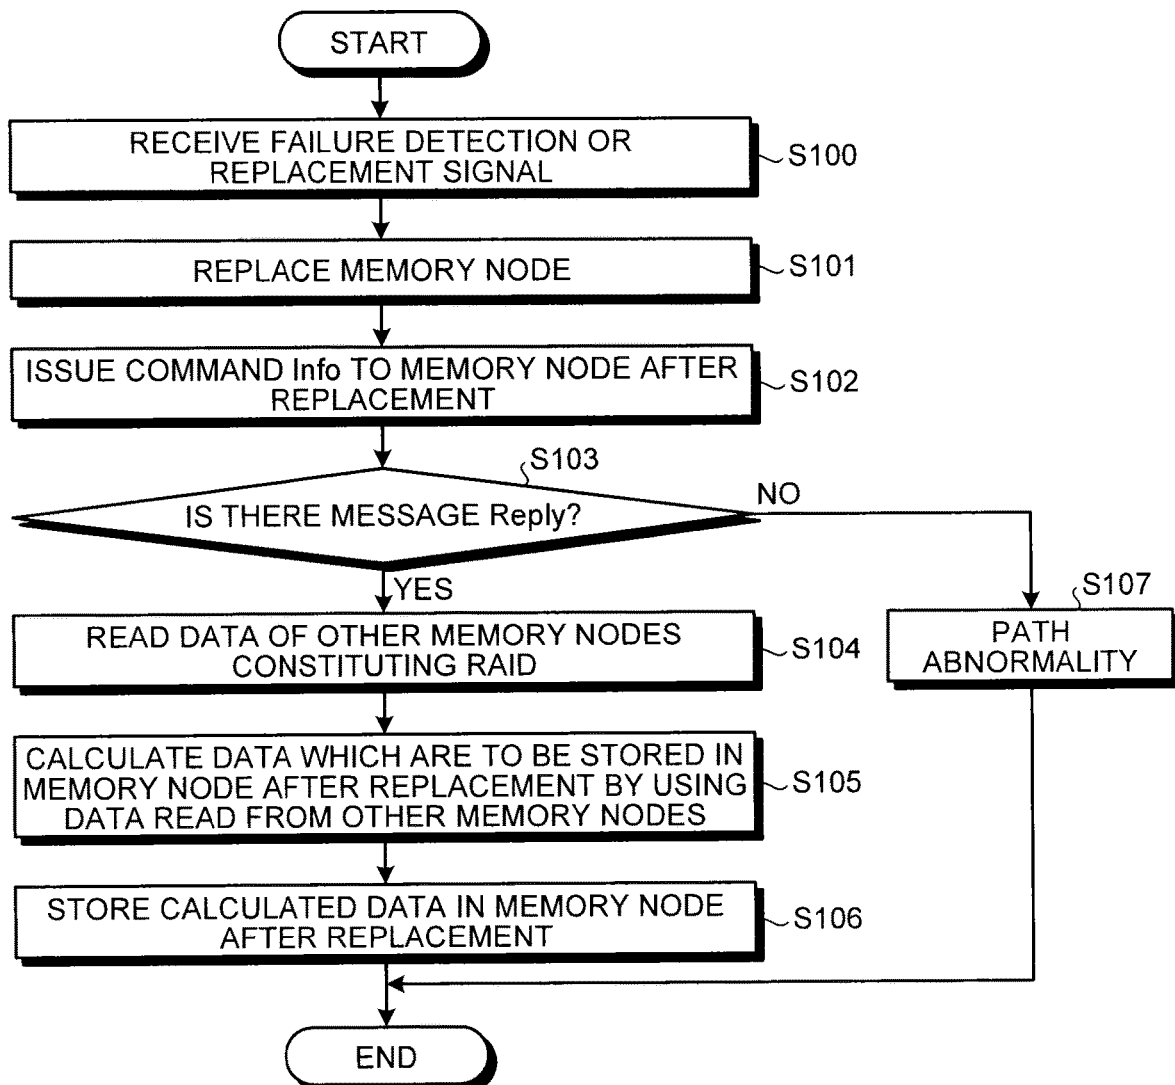 START
RECEIVE FAILURE DETECTION OR
REPLACEMENT SIGNAL
S100
REPLACE MEMORY NODE
S101
ISSUE COMMAND Info TO MEMORY NODE AFTER
REPLACEMENT
S102
S103
IS THERE MESSAGE Reply?
NO
YES
S107
PATH
ABNORMALITY
READ DATA OF OTHER MEMORY NODES
CONSTITUTING RAID
S104
CALCULATE DATA WHICH ARE TO BE STORED IN
MEMORY NODE AFTER REPLACEMENT BY USING
DATA READ FROM OTHER MEMORY NODES
S105
STORE CALCULATED DATA IN MEMORY NODE
AFTER REPLACEMENT
S106
END